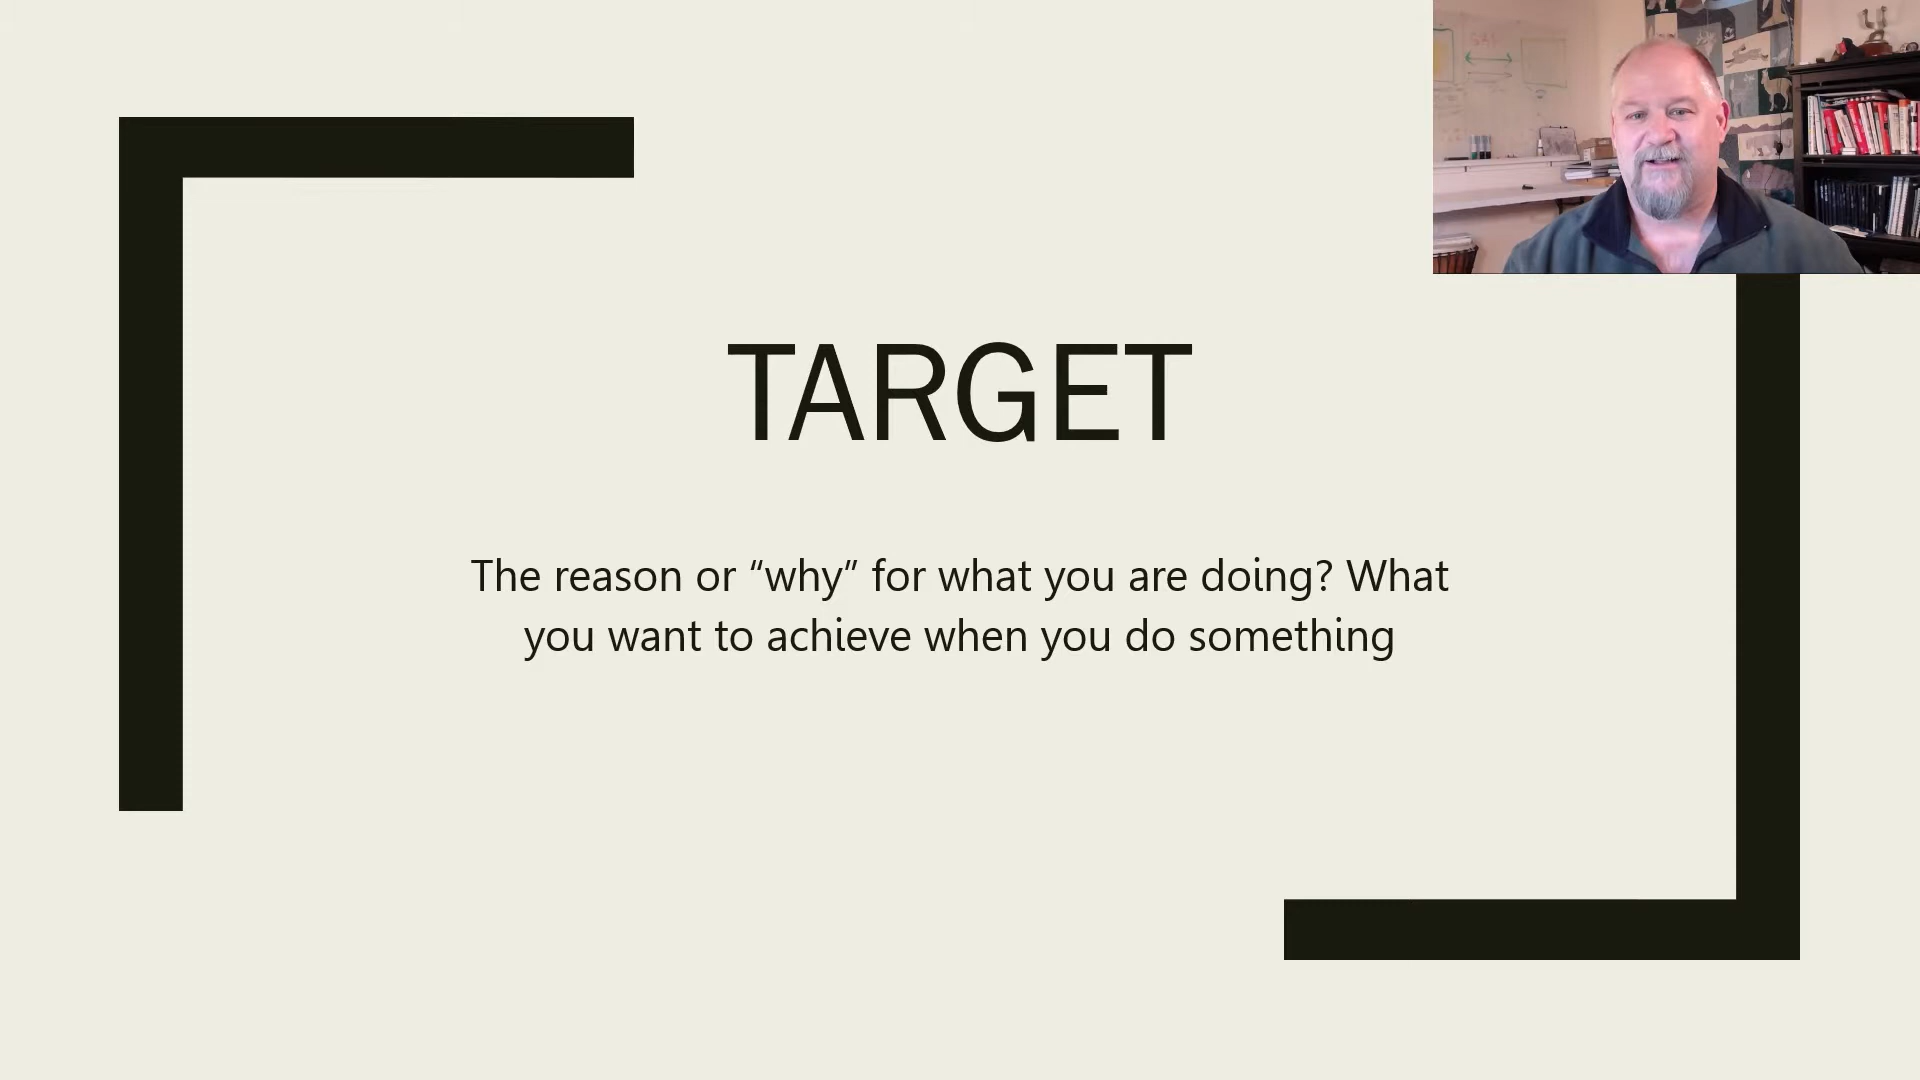 TARGET
The reason or “why” for what you are doing? What
you want to achieve when you do something